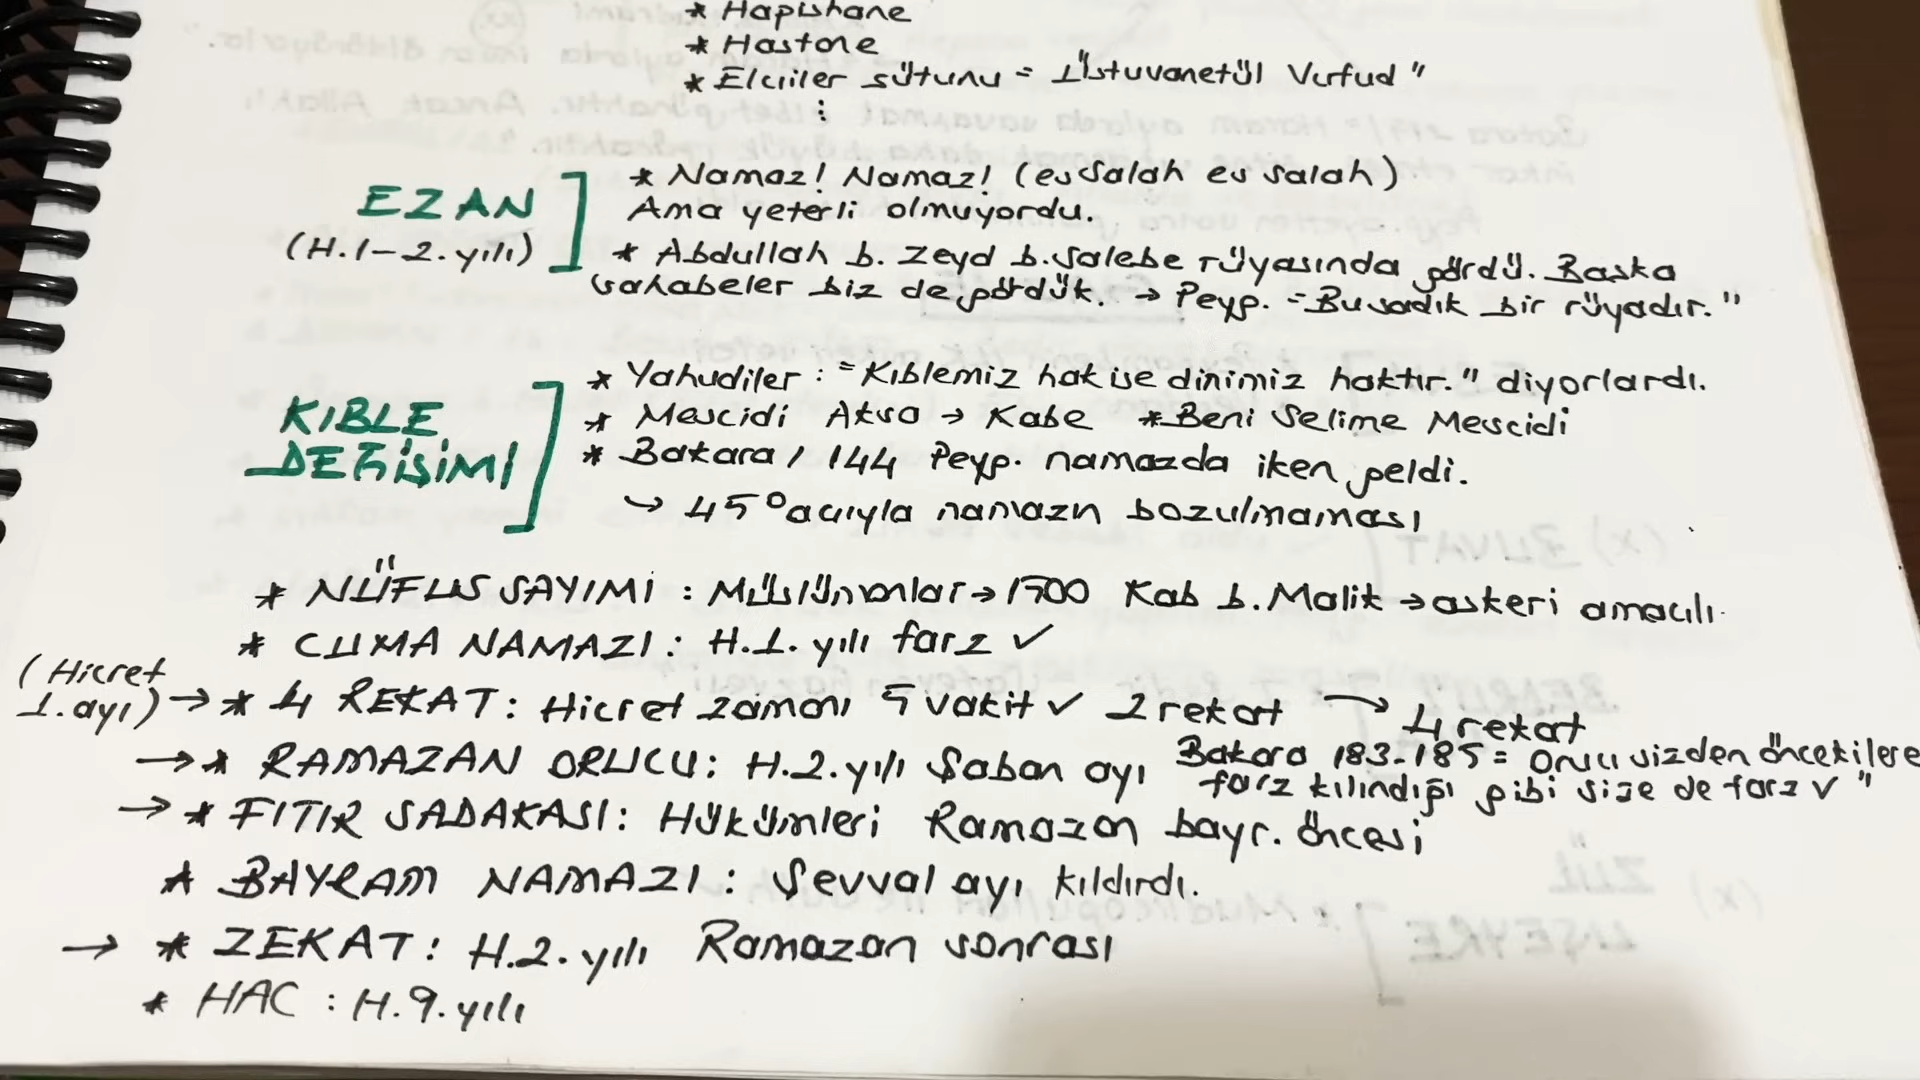 * Hapishane
* Hastane
* Elçiler sütunu = "Üstuvanetül Vufud"
:
EZAN
(H.1-2.yılı)
* Namaz! Namaz! (essalah es salah)
Ama yeterli olmuyordu.
* Abdullah b. Zeyd b. Salebe rüyasında gördü. Başka
sahabeler biz de gördük. → Peyg. = Bu sadık bir rüyadır."
KIBLE
DEĞİŞİMİ
* Yahudiler : = Kıblemiz hak ise dinimiz haktır." diyorlardı.
* Mescidi Aksa → Kabe * Beni Selime Mescidi
* Bakara / 144 Peyg. namazda iken geldi.
↪ 45° açıyla namazn bozulmaması
* NÜFUS SAYIMI : Müslümanlar → 1500 Kab b. Malik → askeri amaçlı.
* CUMA NAMAZI : H.1. yılı farz ✓
(Hicret
1. ayı) → * 4 REKAT : Hicret zamanı 5 vakit ✓ 2 rekat → 4 rekat
→ * RAMAZAN ORUCU : H.2. yılı Şaban ayı Bakara 183-185 = Orucu sizden öncekilere
farz kılındığı gibi size de farz ✓ "
→ * FITIR SADAKASI : Hükümleri Ramazan bayr. öncesi
* BAYRAM NAMAZI : Şevval ayı kıldırdı.
→ * ZEKAT : H.2. yılı Ramazan sonrası
* HAC : H.9.yılı